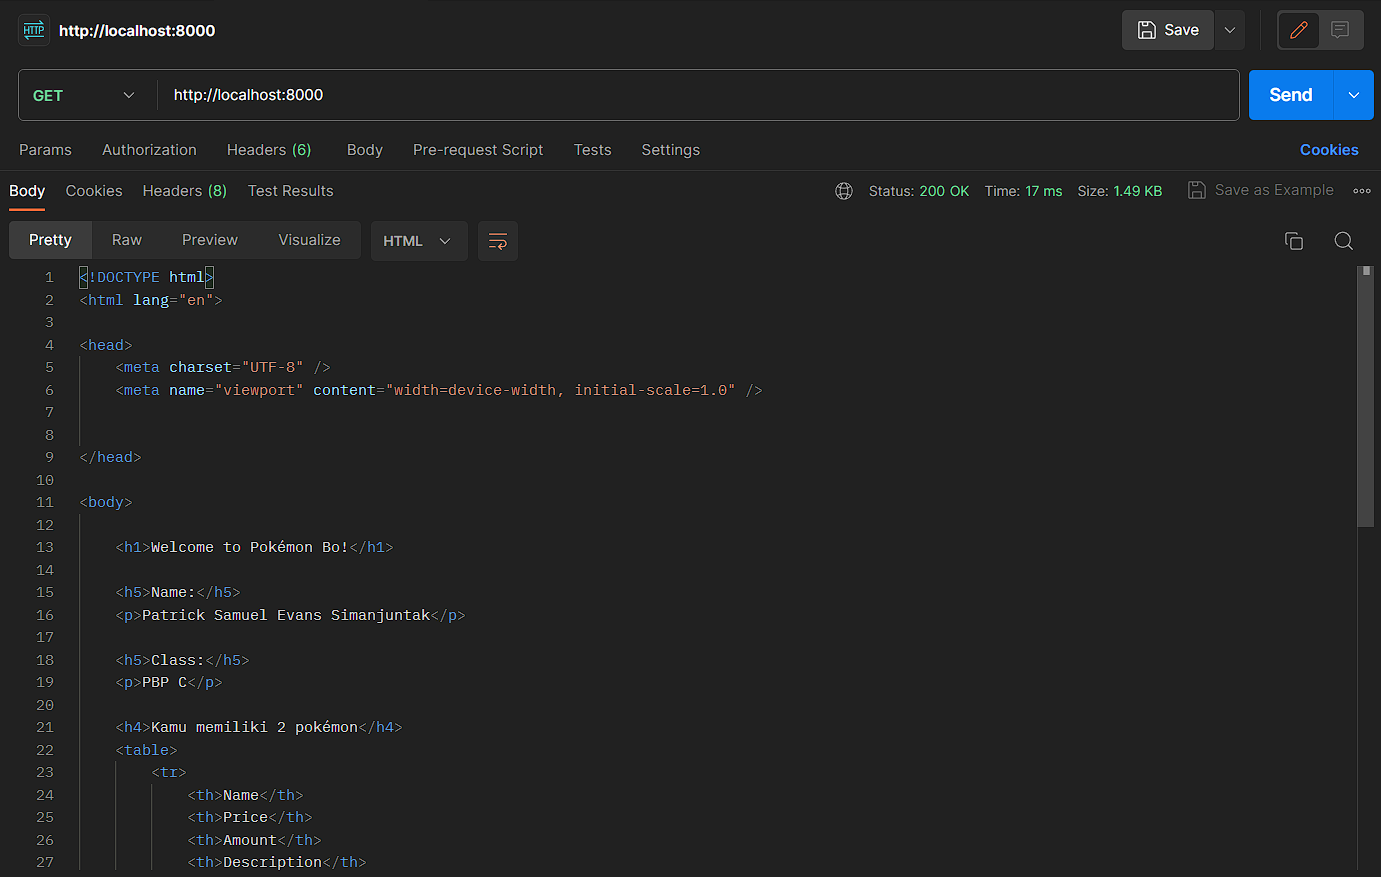 HTTP http://localhost:8000 Save
GET http://localhost:8000 Send
Params Authorization Headers (6) Body Pre-request Script Tests Settings Cookies
Body Cookies Headers (8) Test Results Status: 200 OK Time: 17 ms Size: 1.49 KB Save as Example
Pretty Raw Preview Visualize HTML
1 <!DOCTYPE html>
2 <html lang="en">
3
4 <head>
5 <meta charset="UTF-8" />
6 <meta name="viewport" content="width=device-width, initial-scale=1.0" />
7
8
9 </head>
10
11 <body>
12
13 <h1>Welcome to Pokémon Bo!</h1>
14
15 <h5>Name:</h5>
16 <p>Patrick Samuel Evans Simanjuntak</p>
17
18 <h5>Class:</h5>
19 <p>PBP C</p>
20
21 <h4>Kamu memiliki 2 pokémon</h4>
22 <table>
23 <tr>
24 <th>Name</th>
25 <th>Price</th>
26 <th>Amount</th>
27 <th>Description</th>